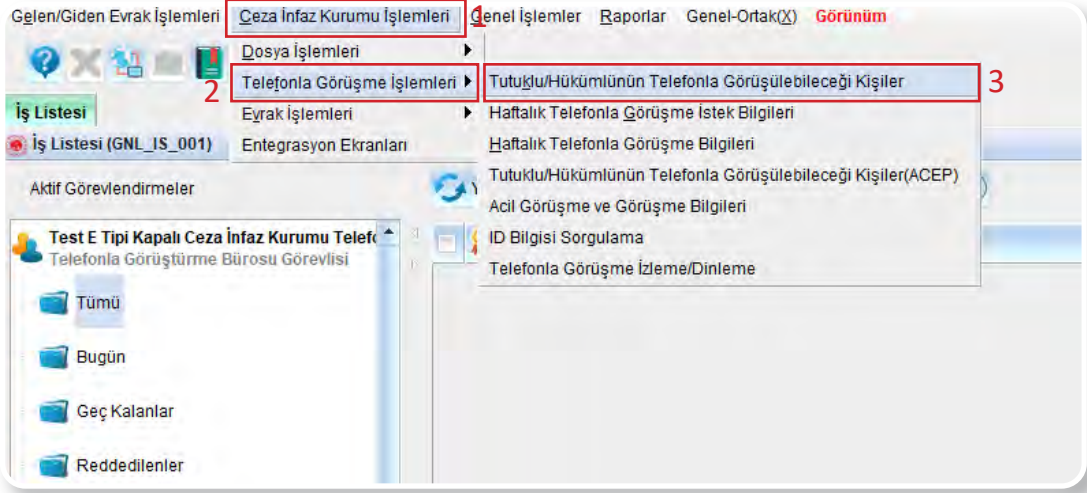 Gelen/Giden Evrak İşlemleri Ceza İnfaz Kurumu İşlemleri 1 Genel İşlemler Raporlar Genel-Ortak(X) Görünüm
Dosya İşlemleri
2 Telefonla Görüşme İşlemleri
Evrak İşlemleri
Entegrasyon Ekranları
Tutuklu/Hükümlünün Telefonla Görüşülebileceği Kişiler 3
Haftalık Telefonla Görüşme İstek Bilgileri
Haftalık Telefonla Görüşme Bilgileri
Tutuklu/Hükümlünün Telefonla Görüşülebileceği Kişiler(ACEP)
Acil Görüşme ve Görüşme Bilgileri
ID Bilgisi Sorgulama
Telefonla Görüşme İzleme/Dinleme
İş Listesi
İş Listesi (GNL_IS_001)
Aktif Görevlendirmeler
Test E Tipi Kapalı Ceza İnfaz Kurumu
Telefonla Görüştürme Bürosu Görevlisi
Tümü
Bugün
Geç Kalanlar
Reddedilenler